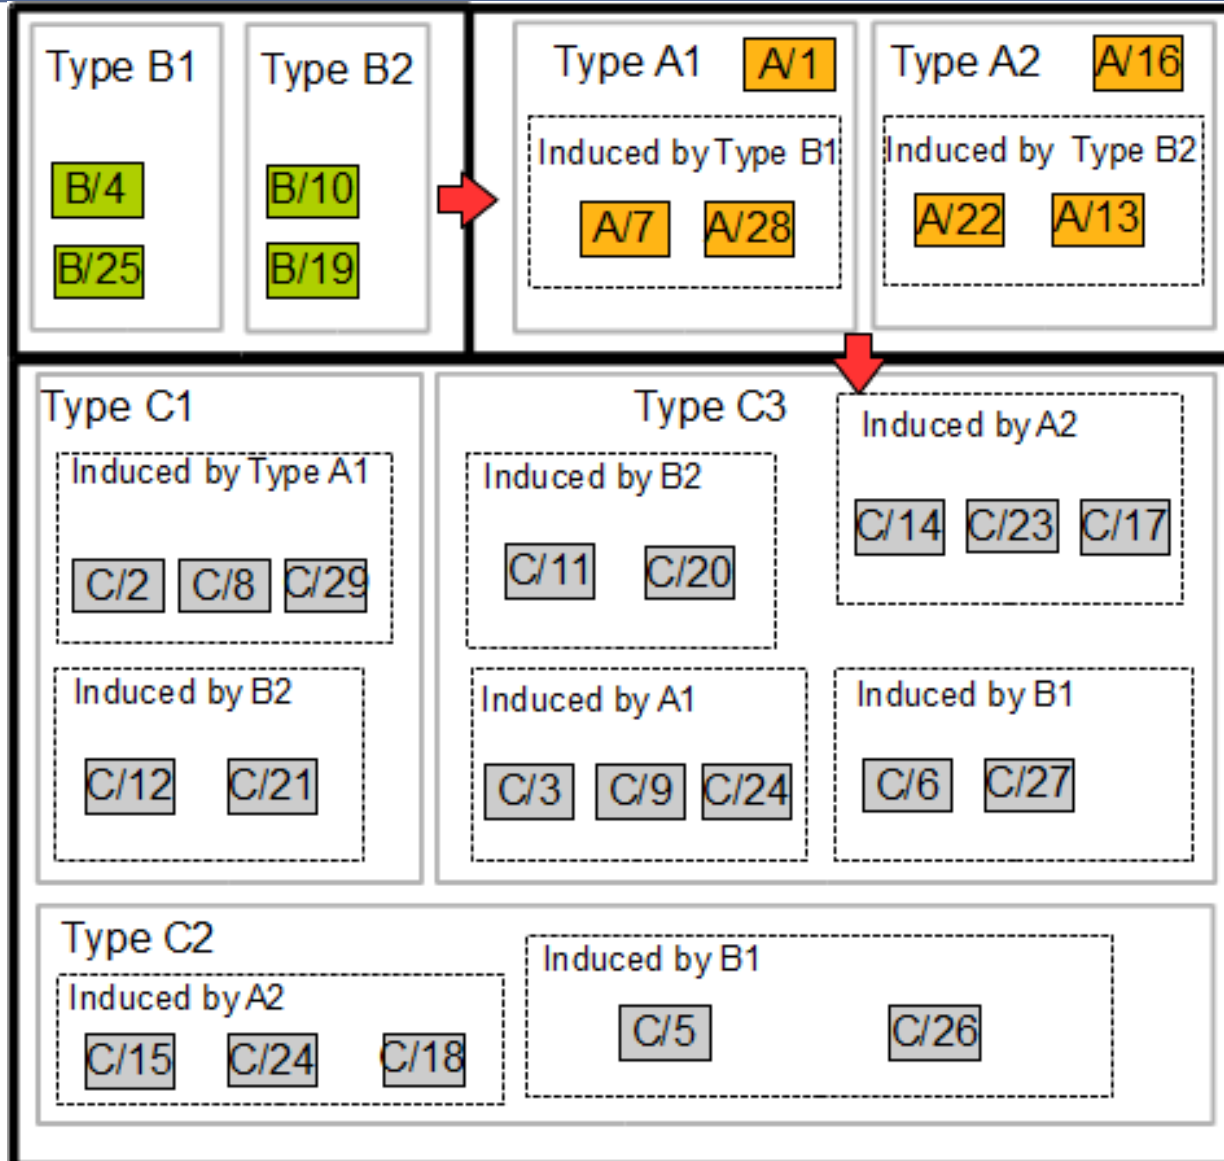 Type B1
B/4
B/25
Type B2
B/10
B/19
Type A1
A/1
Induced by Type B1
A/7 A/28
Type A2
A/16
Induced by Type B2
A/22 A/13
Type C1
Induced by Type A1
C/2 C/8 C/29
Induced by B2
C/12 C/21
Type C3
Induced by B2
C/11 C/20
Induced by A2
C/14 C/23 C/17
Induced by A1
C/3 C/9 C/24
Induced by B1
C/6 C/27
Type C2
Induced by A2
C/15 C/24 C/18
Induced by B1
C/5 C/26